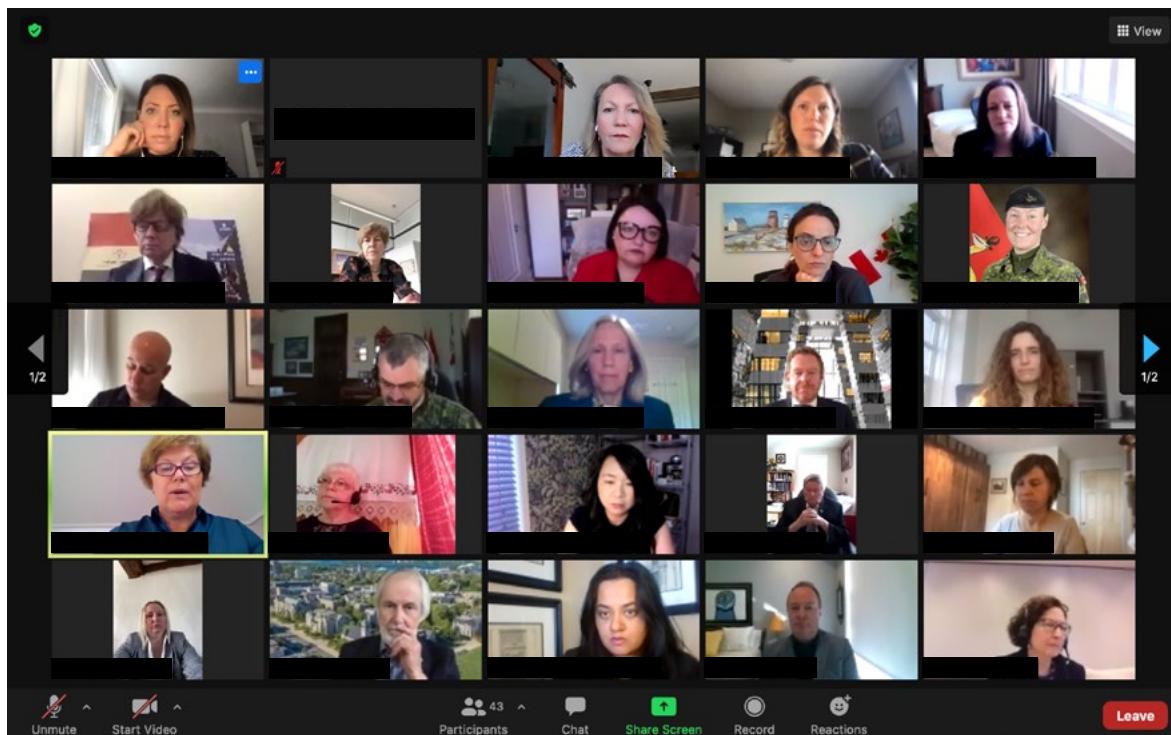 View
1/2
1/2
Unmute
Start Video
Participants
43
Chat
Share Screen
Record
Reactions
Leave